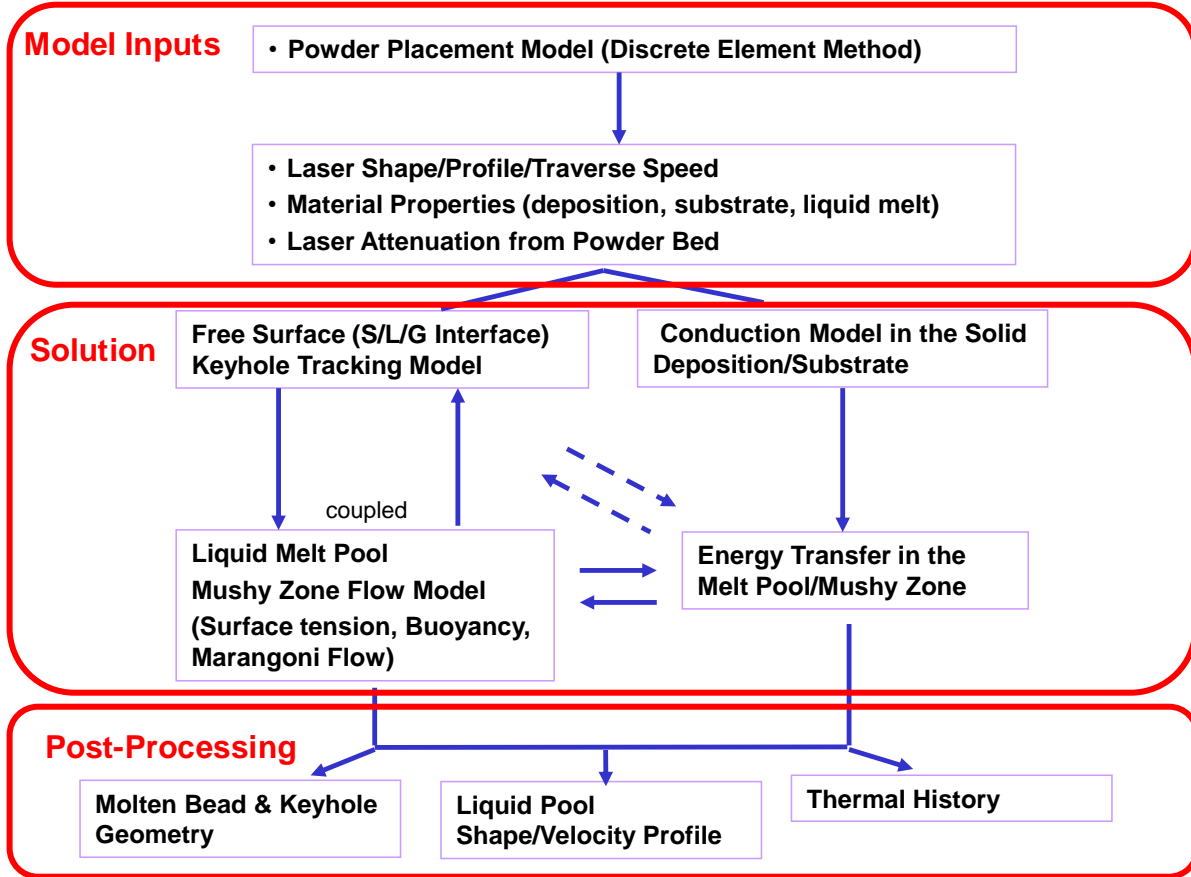 Model Inputs
• Powder Placement Model (Discrete Element Method)
• Laser Shape/Profile/Traverse Speed
• Material Properties (deposition, substrate, liquid melt)
• Laser Attenuation from Powder Bed
Solution
Free Surface (S/L/G Interface)
Keyhole Tracking Model
Conduction Model in the Solid
Deposition/Substrate
coupled
Liquid Melt Pool
Mushy Zone Flow Model
(Surface tension, Buoyancy,
Marangoni Flow)
Energy Transfer in the
Melt Pool/Mushy Zone
Post-Processing
Molten Bead & Keyhole
Geometry
Liquid Pool
Shape/Velocity Profile
Thermal History